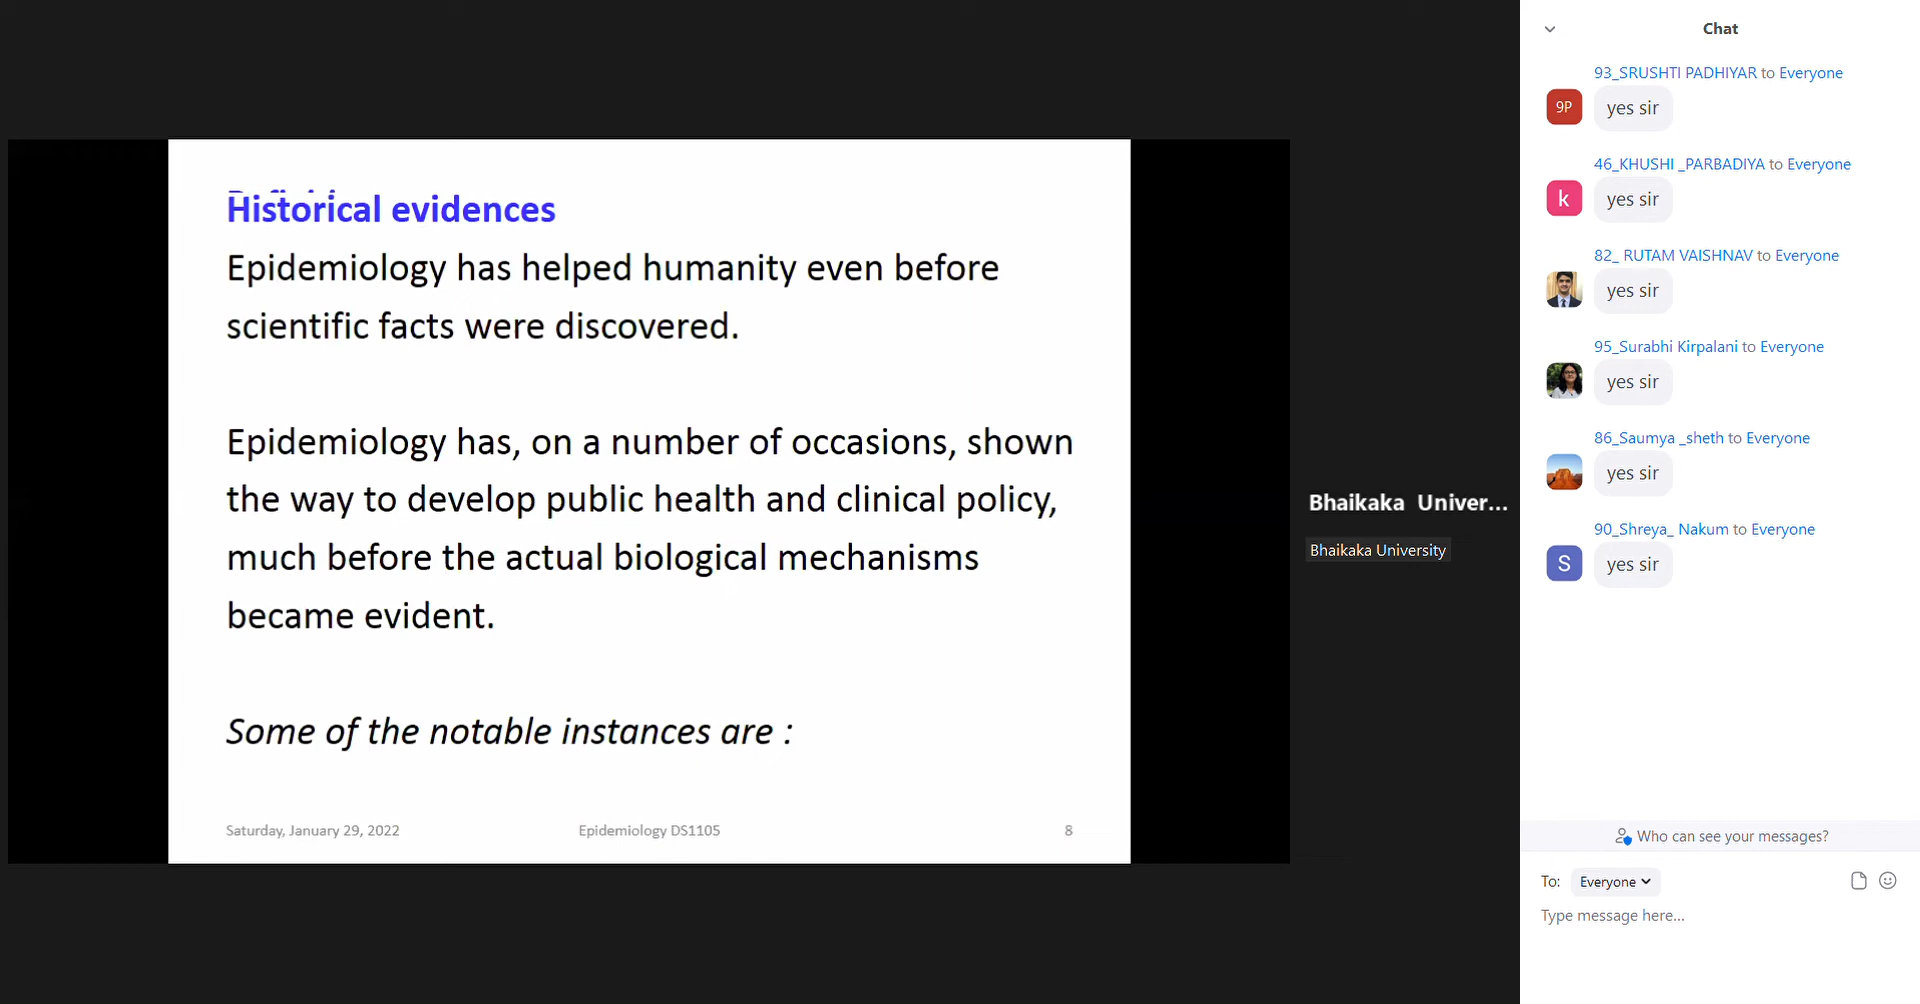 Historical evidences
Epidemiology has helped humanity even before
scientific facts were discovered.
Epidemiology has, on a number of occasions, shown
the way to develop public health and clinical policy,
much before the actual biological mechanisms
became evident.
Some of the notable instances are :
Saturday, January 29, 2022
Epidemiology DS1105
8
Bhaikaka Univer...
Bhaikaka University
Chat
93_SRUSHTI PADHIYAR to Everyone
9P
yes sir
46_KHUSHI _PARBADIYA to Everyone
k
yes sir
82_ RUTAM VAISHNAV to Everyone
yes sir
95_Surabhi Kirpalani to Everyone
yes sir
86_Saumya _sheth to Everyone
yes sir
90_Shreya_ Nakum to Everyone
S
yes sir
Who can see your messages?
To: Everyone
Type message here...